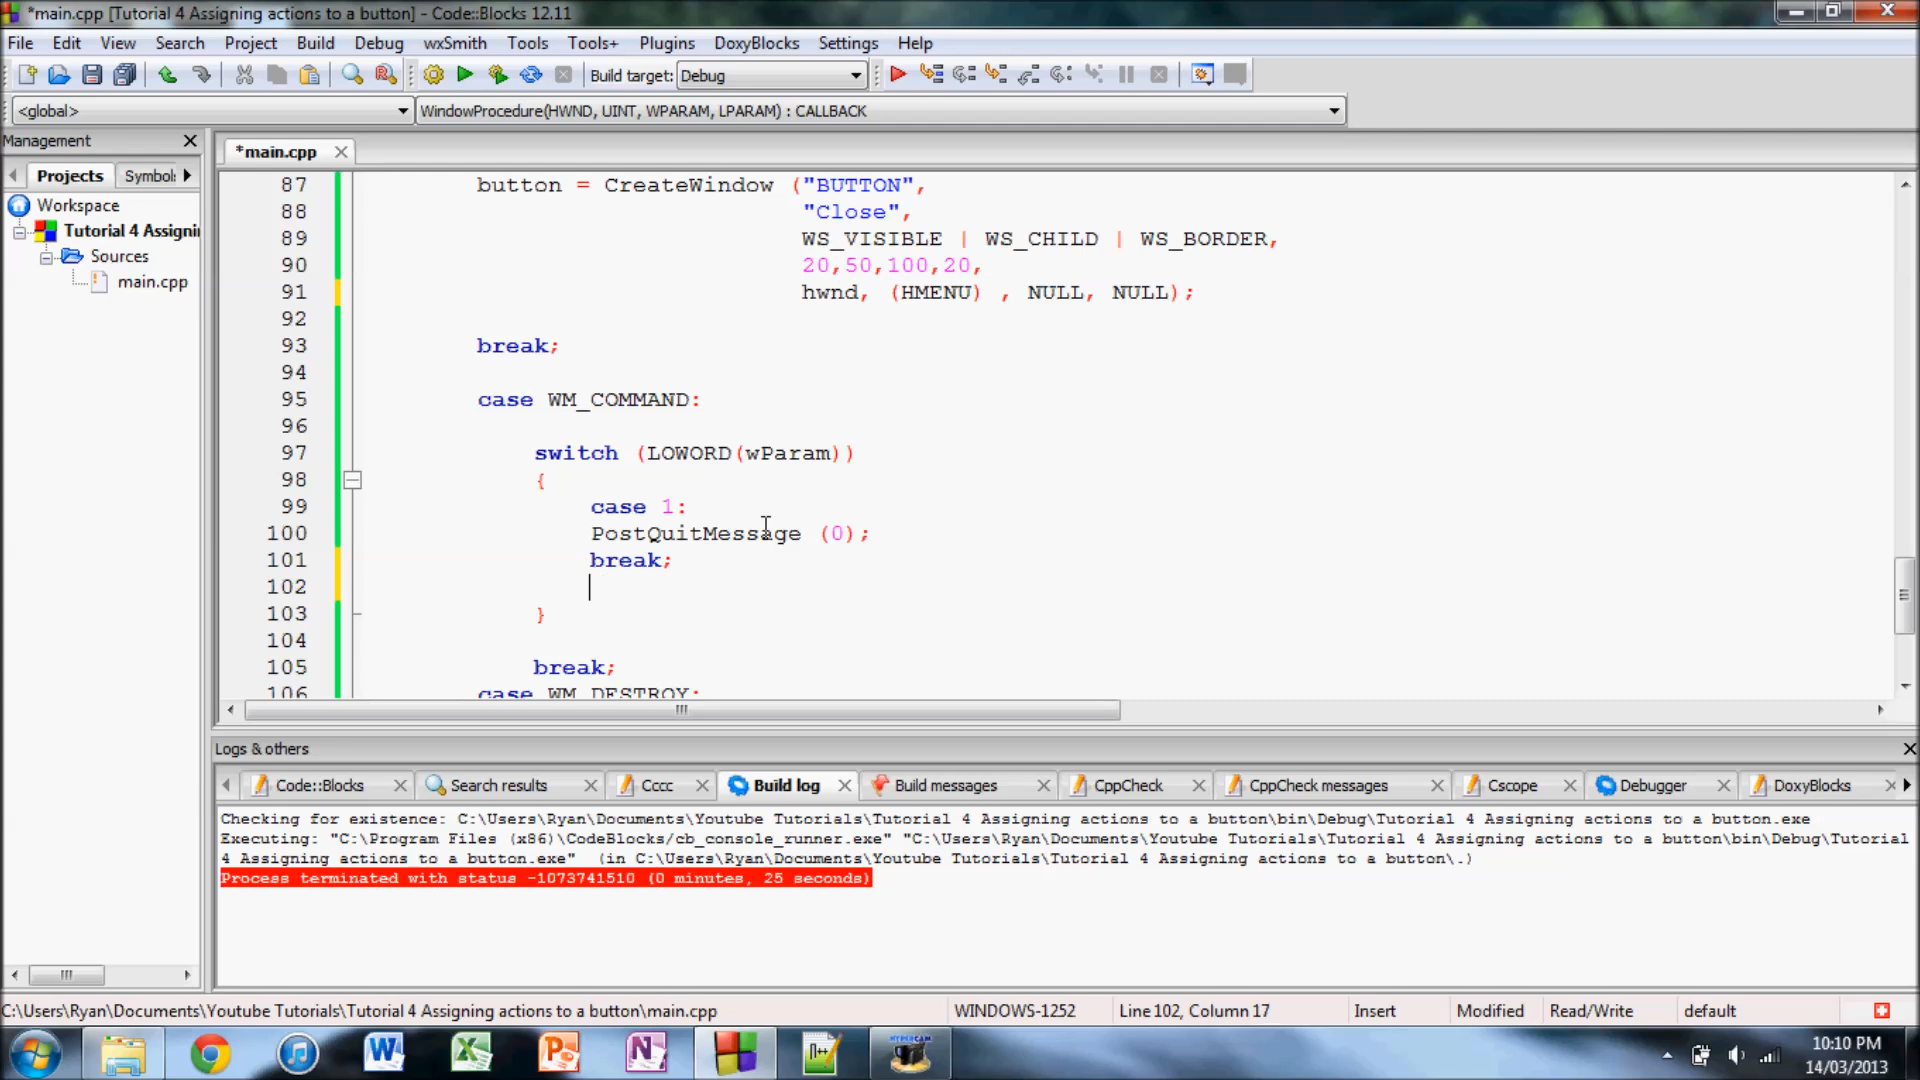 *main.cpp [Tutorial 4 Assigning actions to a button] - Code::Blocks 12.11
File Edit View Search Project Build Debug wxSmith Tools Tools+ Plugins DoxyBlocks Settings Help
Build target: Debug
<global> WindowProcedure(HWND, UINT, WPARAM, LPARAM) : CALLBACK
Management
*main.cpp
Projects Symbol
Workspace
Tutorial 4 Assigni
Sources
main.cpp
87 button = CreateWindow ("BUTTON",
88 "Close",
89 WS_VISIBLE | WS_CHILD | WS_BORDER,
90 20,50,100,20,
91 hwnd, (HMENU) , NULL, NULL);
92
93 break;
94
95 case WM_COMMAND:
96
97 switch (LOWORD(wParam))
98 {
99 case 1:
100 PostQuitMessage (0);
101 break;
102
103 }
104
105 break;
106 case WM_DESTROY:
Logs & others
Code::Blocks Search results Cccc Build log Build messages CppCheck CppCheck messages Cscope Debugger DoxyBlocks
Checking for existence: C:\Users\Ryan\Documents\Youtube Tutorials\Tutorial 4 Assigning actions to a button\bin\Debug\Tutorial 4 Assigning actions to a button.exe
Executing: "C:\Program Files (x86)\CodeBlocks/cb_console_runner.exe" "C:\Users\Ryan\Documents\Youtube Tutorials\Tutorial 4 Assigning actions to a button\bin\Debug\Tutorial
4 Assigning actions to a button.exe" (in C:\Users\Ryan\Documents\Youtube Tutorials\Tutorial 4 Assigning actions to a button\.)
Process terminated with status -1073741510 (0 minutes, 25 seconds)
C:\Users\Ryan\Documents\Youtube Tutorials\Tutorial 4 Assigning actions to a button\main.cpp WINDOWS-1252 Line 102, Column 17 Insert Modified Read/Write default
HYPERCAM
10:10 PM
14/03/2013